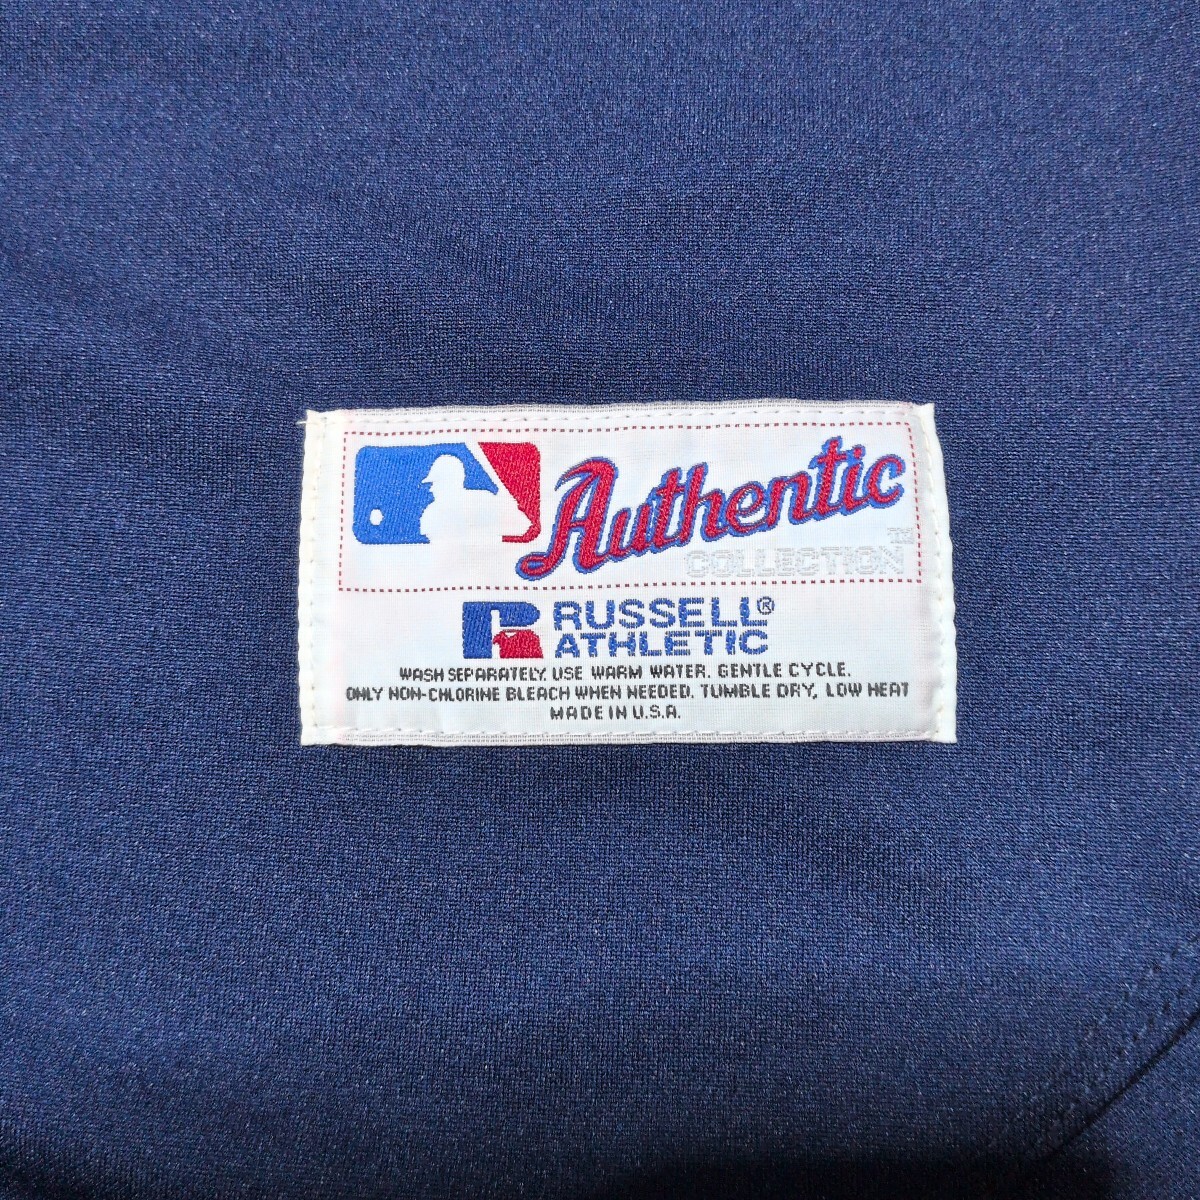 Authentic
COLLECTION™
RUSSELL®
ATHLETIC
WASH SEPARATELY. USE WARM WATER. GENTLE CYCLE.
ONLY NON-CHLORINE BLEACH WHEN NEEDED. TUMBLE DRY, LOW HEAT
MADE IN U.S.A.